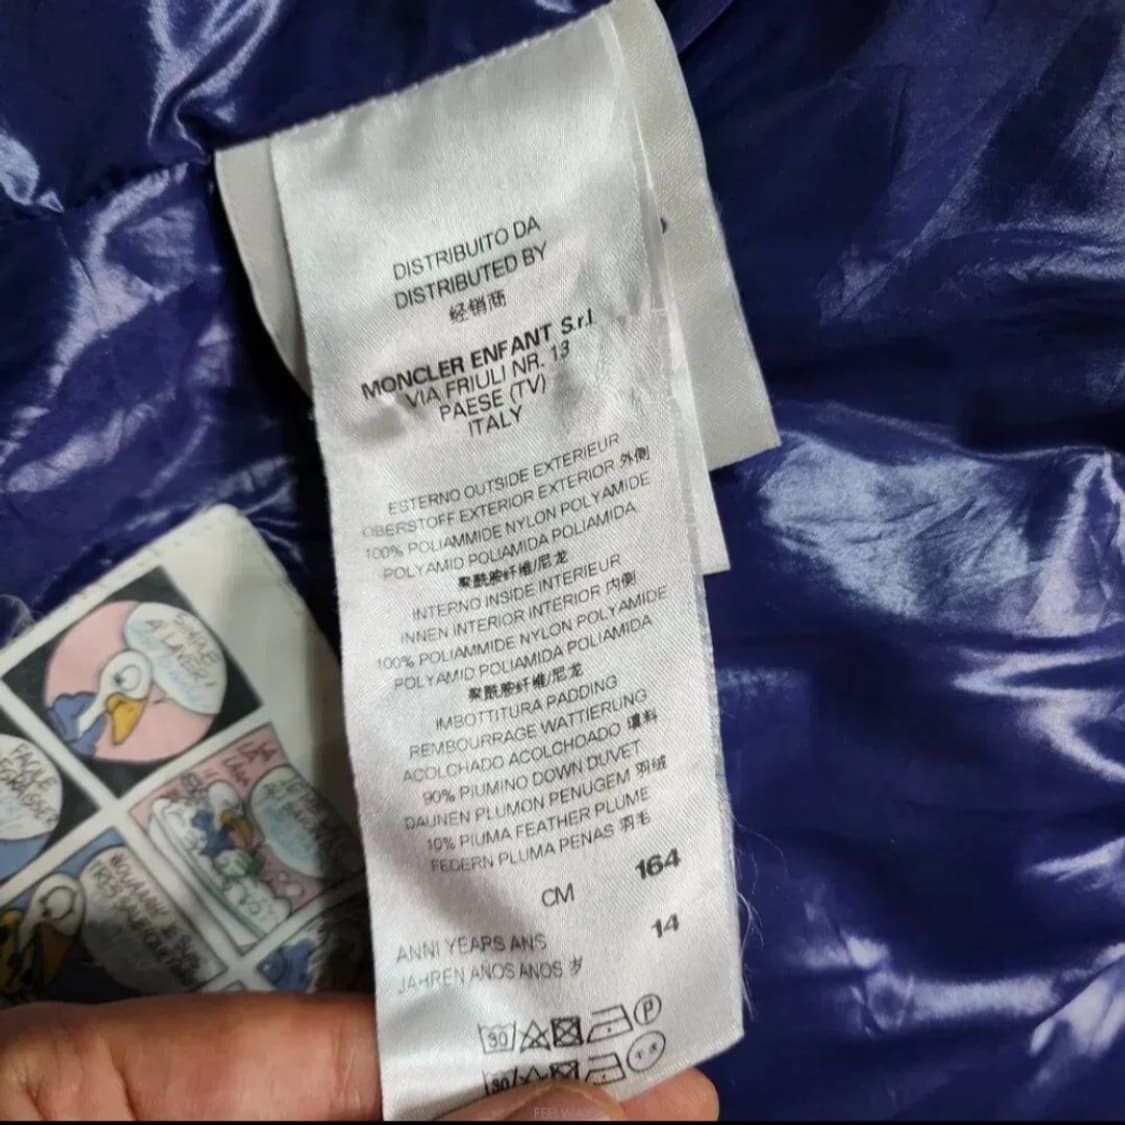 DISTRIBUITO DA
DISTRIBUTED BY
经销商
MONCLER ENFANT S.r.l
VIA FRIULI NR. 13
PAESE (TV)
ITALY
ESTERNO OUTSIDE EXTERIEUR
OBERSTOFF EXTERIOR EXTERIOR 外侧
100% POLIAMMIDE NYLON POLYAMIDE
POLYAMID POLIAMIDA POLIAMIDA
聚酰胺纤维/尼龙
INTERNO INSIDE INTERIEUR
INNEN INTERIOR INTERIOR 内侧
100% POLIAMMIDE NYLON POLYAMIDE
POLYAMID POLIAMIDA POLIAMIDA
聚酰胺纤维/尼龙
IMBOTTITURA PADDING
REMBOURRAGE WATTIERUNG
ACOLCHADO ACOLCHOADO 填料
90% PIUMINO DOWN DUVET
DAUNEN PLUMON PENUGEM 羽绒
10% PIUMA FEATHER PLUME
FEDERN PLUMA PENAS 羽毛
CM 164
ANNI YEARS ANS 14
JAHREN AÑOS ANOS 岁
30 P
30
SIMPLE
A LAVER!
FACILE